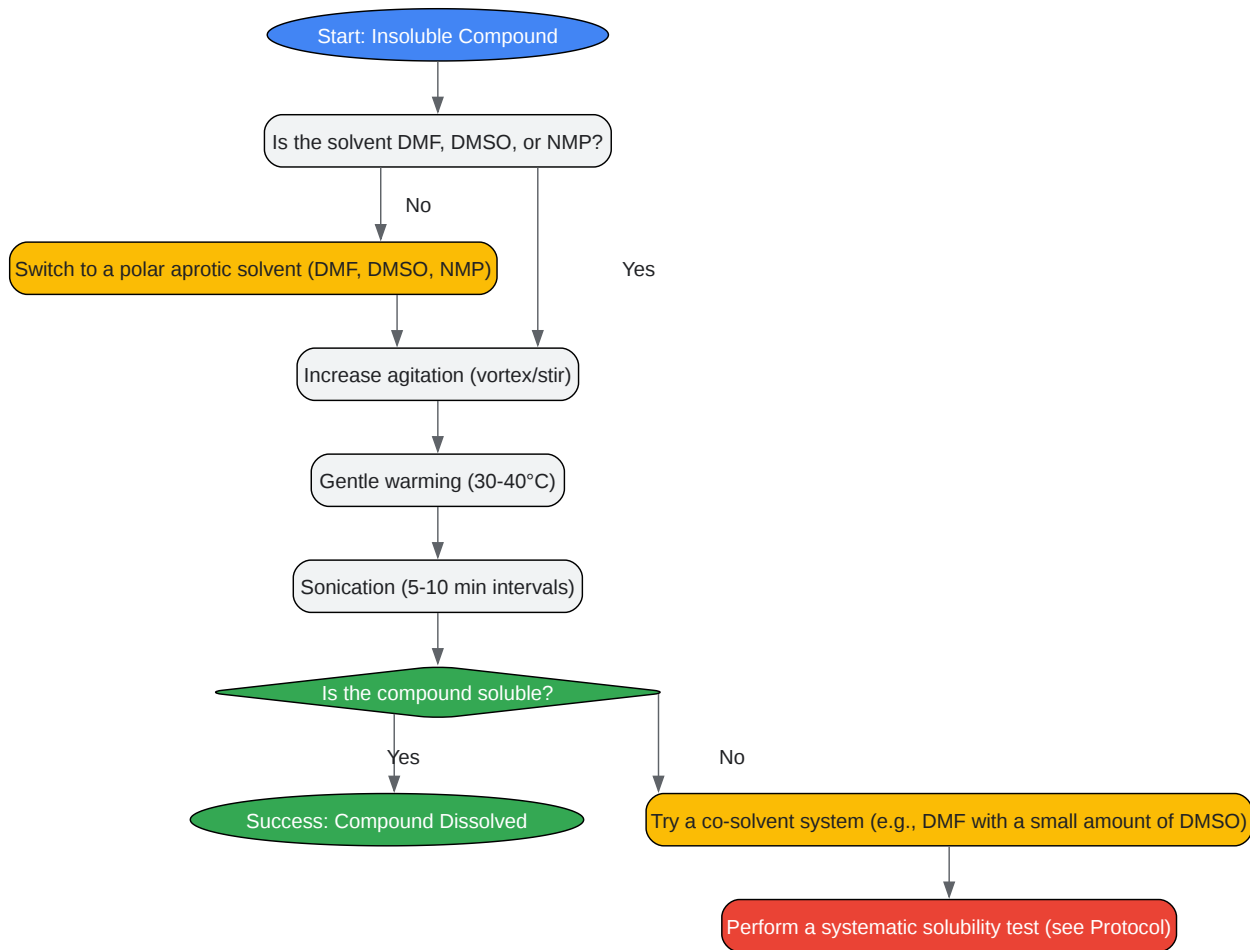 Start: Insoluble Compound
Is the solvent DMF, DMSO, or NMP?
No
Switch to a polar aprotic solvent (DMF, DMSO, NMP)
Yes
Increase agitation (vortex/stir)
Gentle warming (30-40°C)
Sonication (5-10 min intervals)
Is the compound soluble?
Yes
No
Success: Compound Dissolved
Try a co-solvent system (e.g., DMF with a small amount of DMSO)
Perform a systematic solubility test (see Protocol)